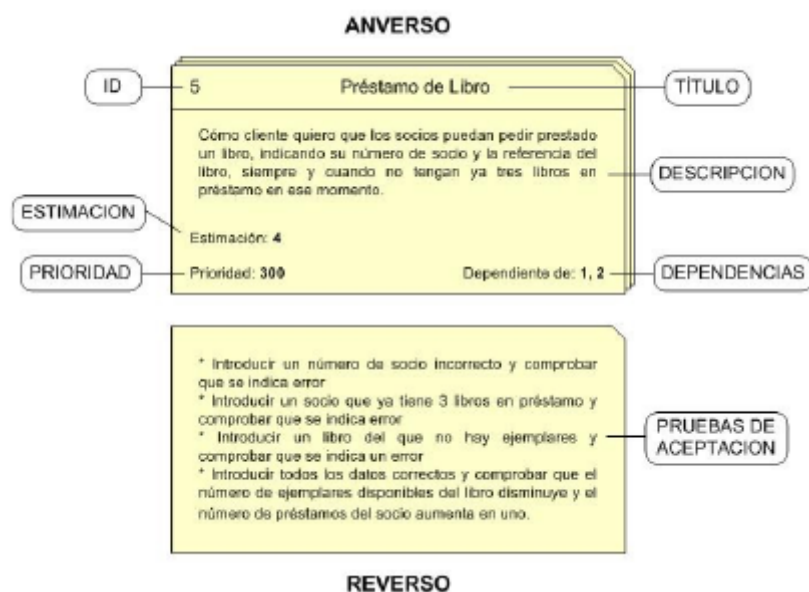 ANVERSO
ID
5
Préstamo de Libro
TÍTULO
Cómo cliente quiero que los socios puedan pedir prestado
un libro, indicando su número de socio y la referencia del
libro, siempre y cuando no tengan ya tres libros en
préstamo en ese momento.
DESCRIPCION
ESTIMACION
Estimación: 4
PRIORIDAD
Prioridad: 300
Dependiente de: 1, 2
DEPENDENCIAS
* Introducir un número de socio incorrecto y comprobar
que se indica error
* Introducir un socio que ya tiene 3 libros en préstamo y
comprobar que se indica error
* Introducir un libro del que no hay ejemplares y
comprobar que se indica un error
* Introducir todos los datos correctos y comprobar que el
número de ejemplares disponibles del libro disminuye y el
número de préstamos del socio aumenta en uno.
PRUEBAS DE
ACEPTACION
REVERSO